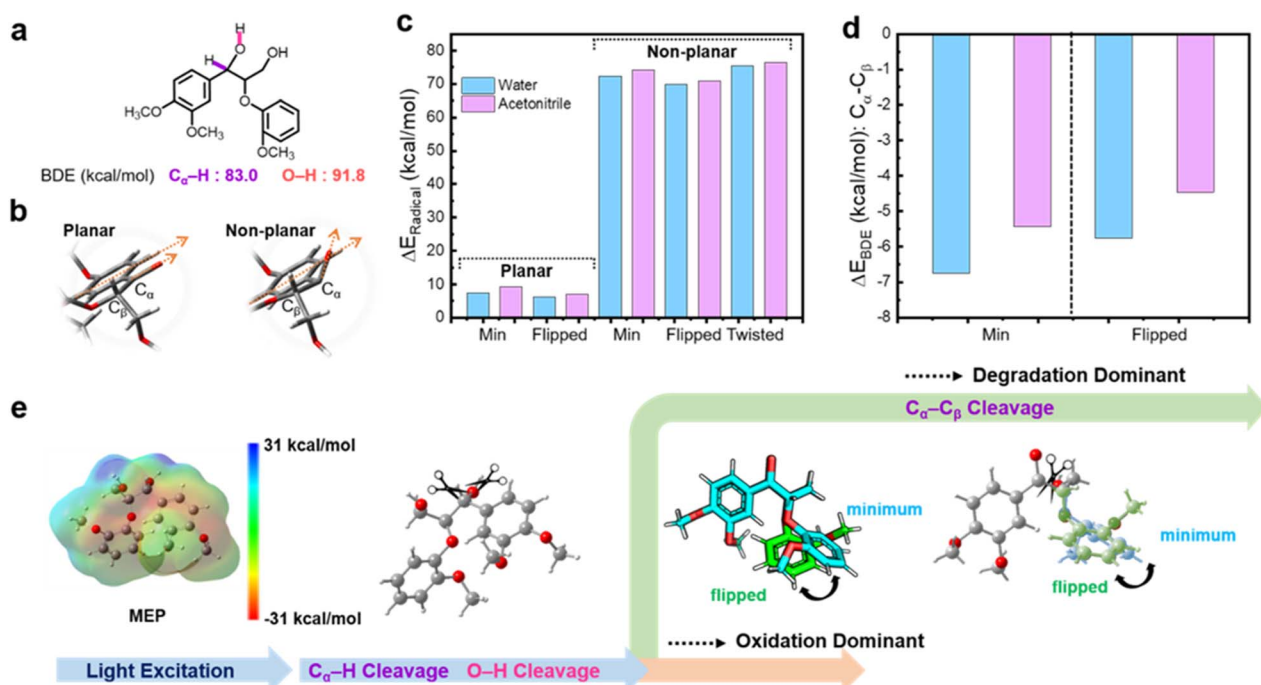 a
H
H
O
OH
H₃CO
OCH₃
O
OCH₃
BDE (kcal/mol) Cα–H : 83.0 O–H : 91.8
b
Planar
Non-planar
Cα
Cβ
Cα
Cβ
c
ΔE_Radical (kcal/mol)
80
70
60
50
40
30
20
10
0
Non-planar
Water
Acetonitrile
Planar
Min Flipped Min Flipped Twisted
d
ΔE_BDE (kcal/mol): Cα-Cβ
0
-1
-2
-3
-4
-5
-6
-7
-8
Min Flipped
e
Degradation Dominant
Cα–Cβ Cleavage
31 kcal/mol
-31 kcal/mol
MEP
minimum
flipped
minimum
flipped
Oxidation Dominant
Light Excitation
Cα–H Cleavage O–H Cleavage